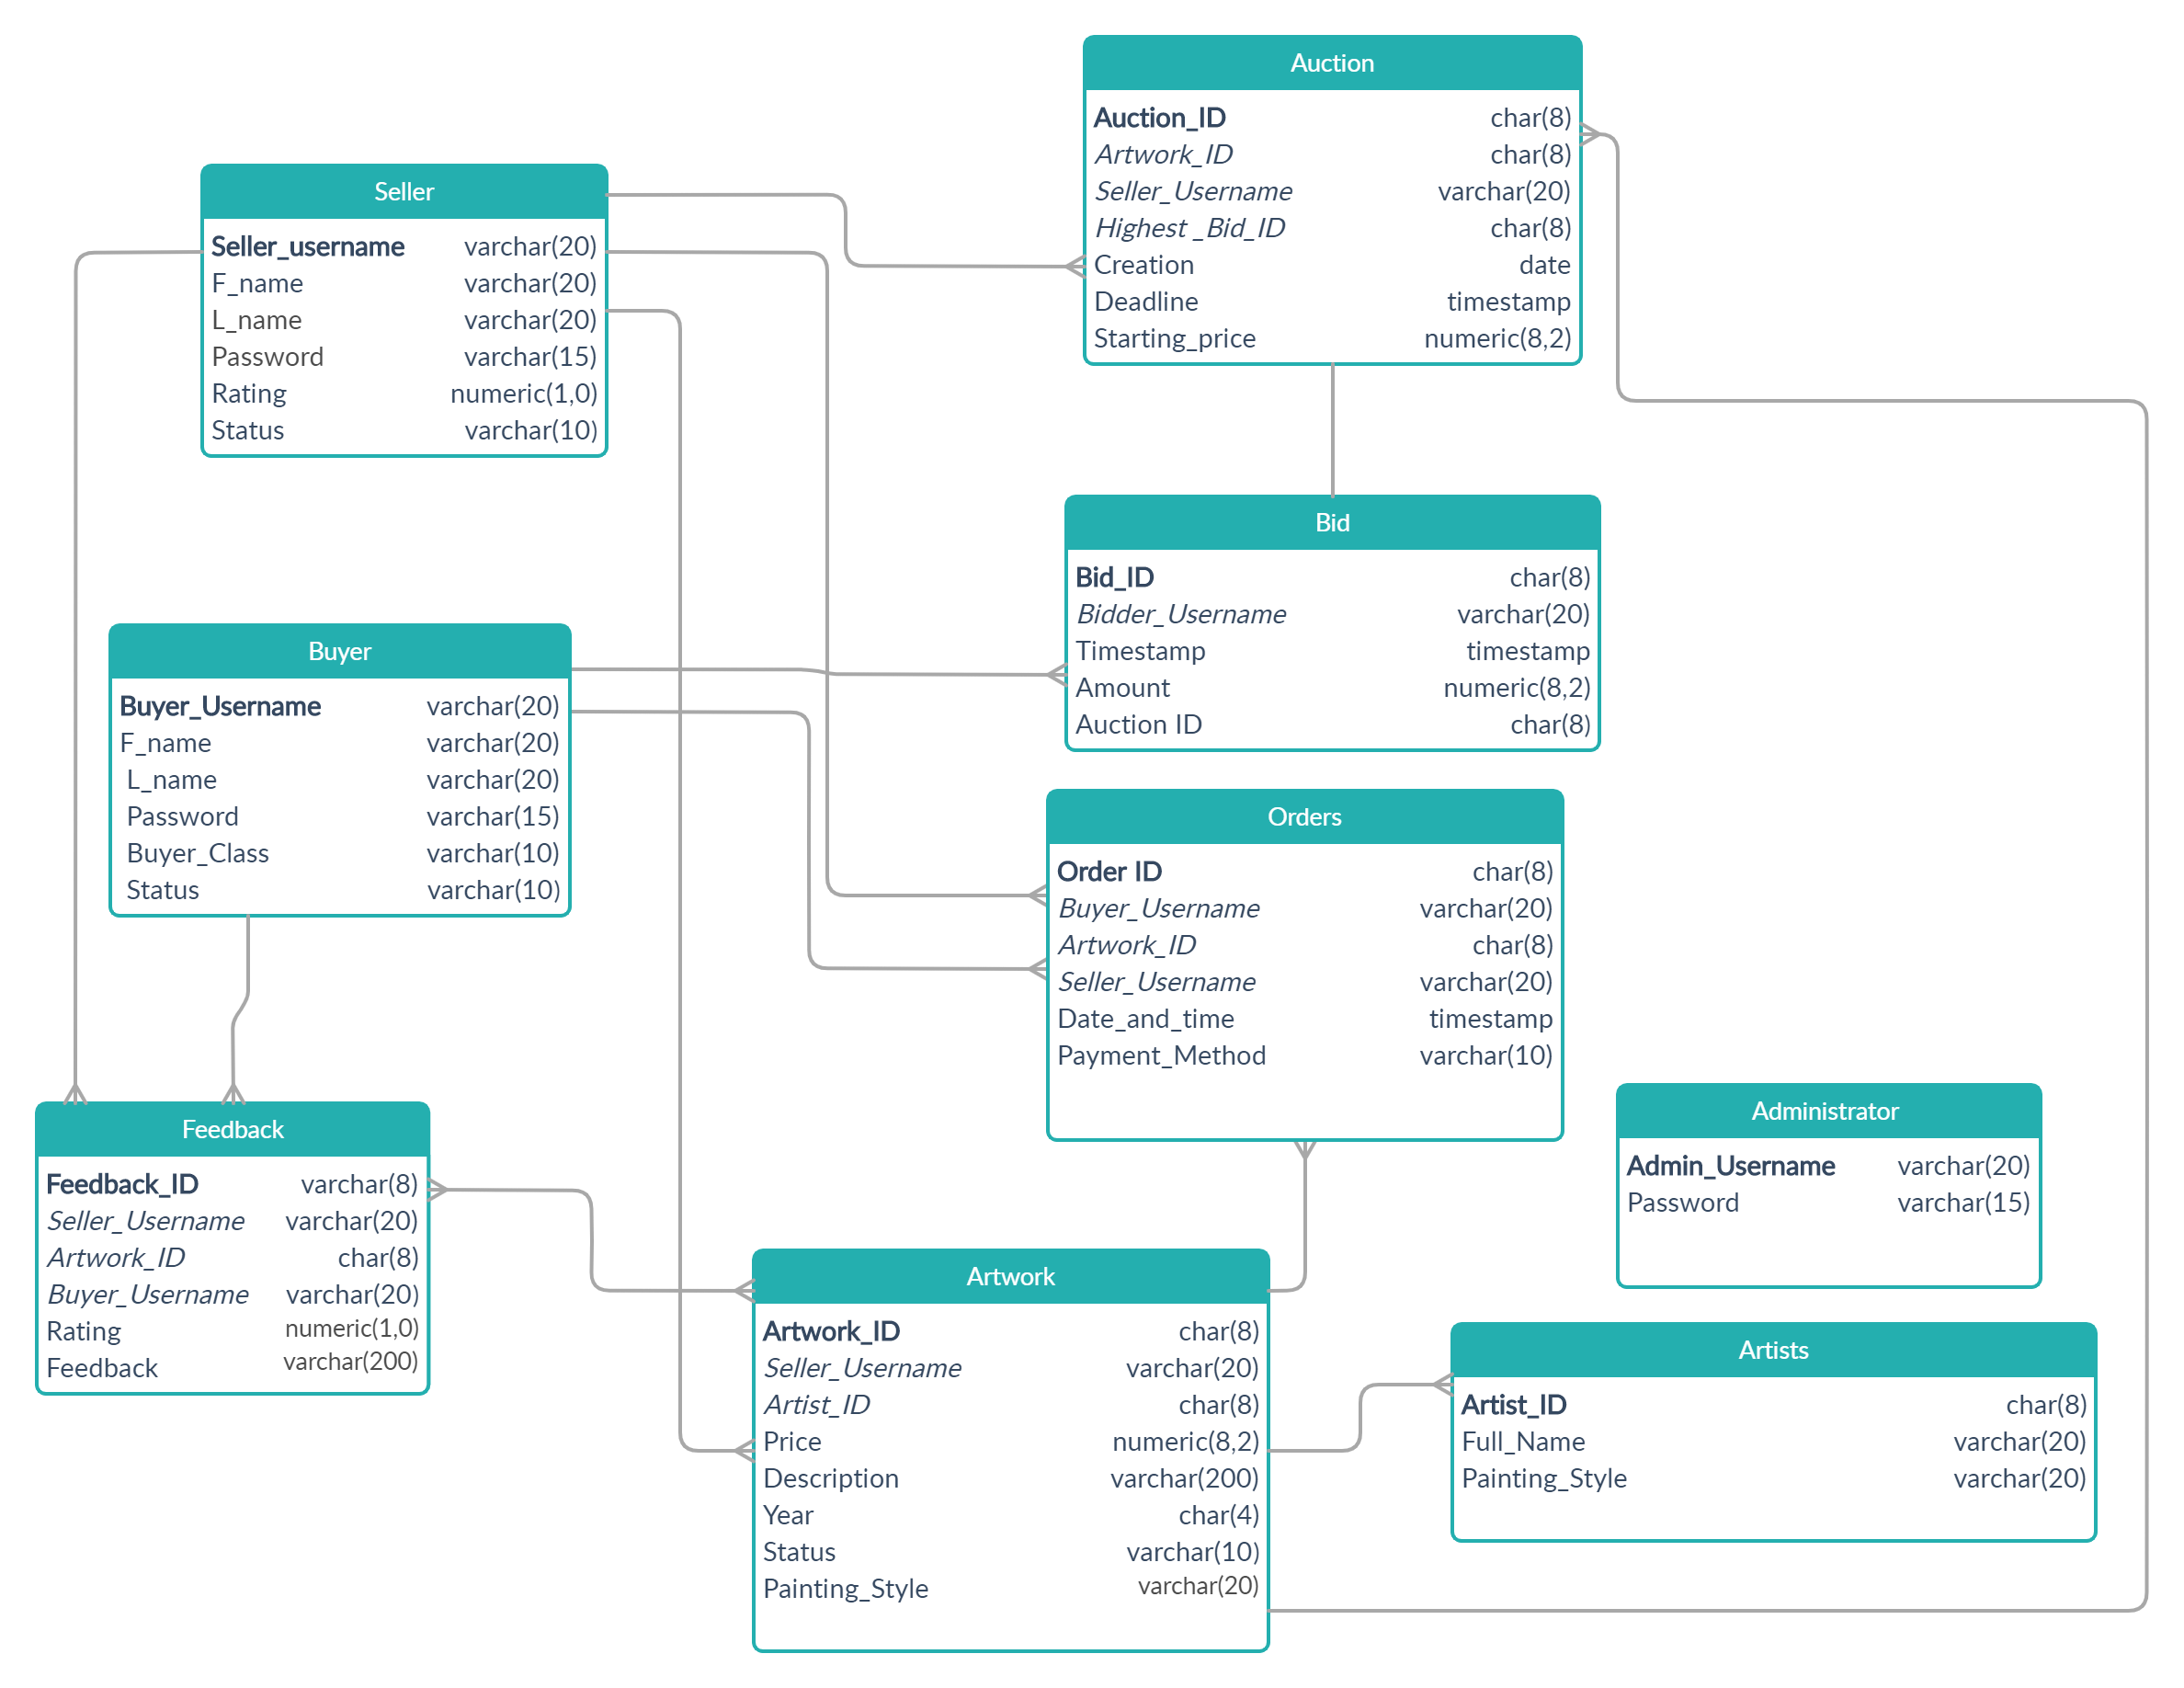 Auction
Auction_ID char(8)
Artwork_ID char(8)
Seller_Username varchar(20)
Highest _Bid_ID char(8)
Creation date
Deadline timestamp
Starting_price numeric(8,2)
Seller
Seller_username varchar(20)
F_name varchar(20)
L_name varchar(20)
Password varchar(15)
Rating numeric(1,0)
Status varchar(10)
Bid
Bid_ID char(8)
Bidder_Username varchar(20)
Timestamp timestamp
Amount numeric(8,2)
Auction ID char(8)
Buyer
Buyer_Username varchar(20)
F_name varchar(20)
L_name varchar(20)
Password varchar(15)
Buyer_Class varchar(10)
Status varchar(10)
Orders
Order ID char(8)
Buyer_Username varchar(20)
Artwork_ID char(8)
Seller_Username varchar(20)
Date_and_time timestamp
Payment_Method varchar(10)
Administrator
Admin_Username varchar(20)
Password varchar(15)
Feedback
Feedback_ID varchar(8)
Seller_Username varchar(20)
Artwork_ID char(8)
Buyer_Username varchar(20)
Rating numeric(1,0)
Feedback varchar(200)
Artwork
Artwork_ID char(8)
Seller_Username varchar(20)
Artist_ID char(8)
Price numeric(8,2)
Description varchar(200)
Year char(4)
Status varchar(10)
Painting_Style varchar(20)
Artists
Artist_ID char(8)
Full_Name varchar(20)
Painting_Style varchar(20)